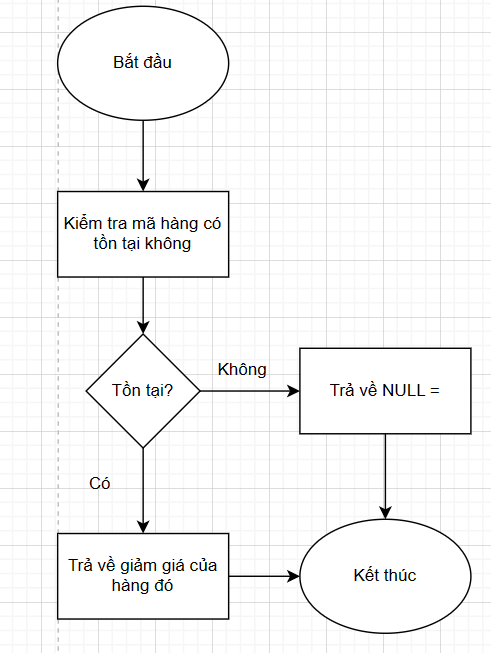 Bắt đầu
Kiểm tra mã hàng có
tồn tại không
Tồn tại?
Không
Trả về NULL =
Có
Trả về giảm giá của
hàng đó
Kết thúc